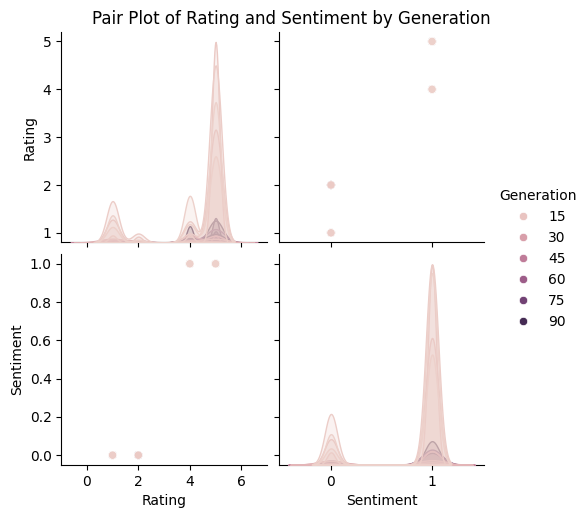 Pair Plot of Rating and Sentiment by Generation
5
4
3
2
1
Rating
Generation
15
30
45
60
75
90
1.0
0.8
0.6
0.4
0.2
0.0
Sentiment
0 2 4 6
0 1
Rating
Sentiment